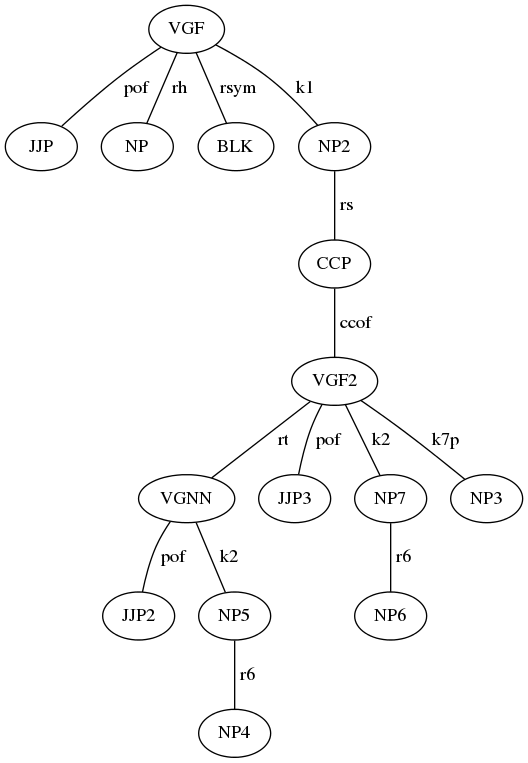 VGF
pof rh rsym k1
JJP NP BLK NP2
rs
CCP
ccof
VGF2
rt pof k2 k7p
VGNN JJP3 NP7 NP3
pof k2 r6
JJP2 NP5 NP6
r6
NP4